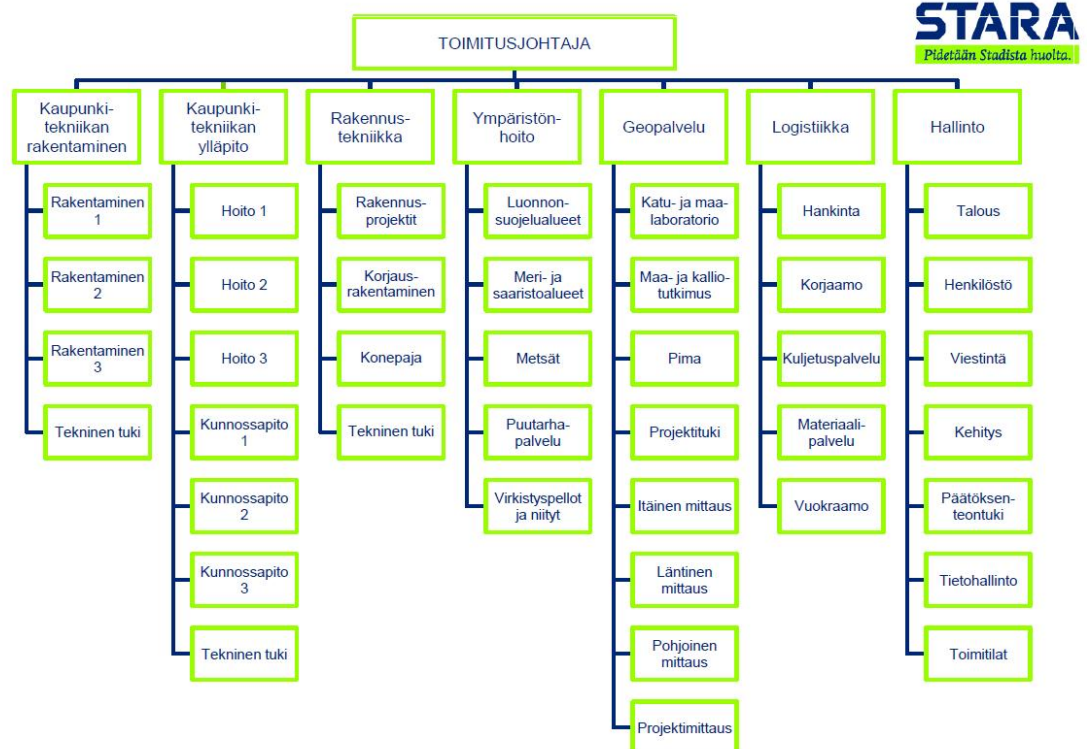 STARA
Pidetään Stadista huolta.
TOIMITUSJOHTAJA
Kaupunki-
tekniikan
rakentaminen
Rakentaminen
1
Rakentaminen
2
Rakentaminen
3
Tekninen tuki
Kaupunki-
tekniikan
ylläpito
Hoito 1
Hoito 2
Hoito 3
Kunnossapito
1
Kunnossapito
2
Kunnossapito
3
Tekninen tuki
Rakennus-
tekniikka
Rakennus-
projektit
Korjaus-
rakentaminen
Konepaja
Tekninen tuki
Ympäristön-
hoito
Luonnon-
suojelualueet
Meri- ja
saaristoalueet
Metsät
Puutarha-
palvelu
Virkistyspellot
ja niityt
Geopalvelu
Katu- ja maa-
laboratorio
Maa- ja kallio-
tutkimus
Pima
Projektituki
Itäinen mittaus
Läntinen
mittaus
Pohjoinen
mittaus
Projektimittaus
Logistiikka
Hankinta
Korjaamo
Kuljetuspalvelu
Materiaali-
palvelu
Vuokraamo
Hallinto
Talous
Henkilöstö
Viestintä
Kehitys
Päätöksen-
teontuki
Tietohallinto
Toimitilat